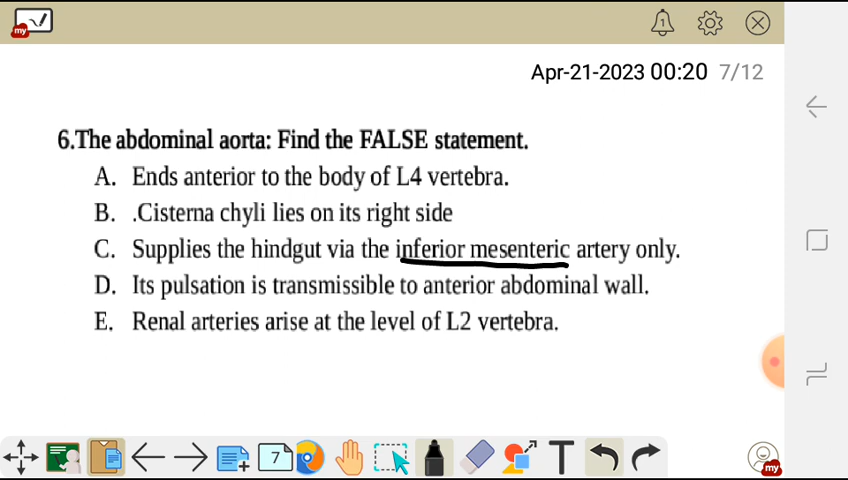 my
1
Apr-21-2023 00:20 7/12
6.The abdominal aorta: Find the FALSE statement.
A. Ends anterior to the body of L4 vertebra.
B. .Cisterna chyli lies on its right side
C. Supplies the hindgut via the inferior mesenteric artery only.
D. Its pulsation is transmissible to anterior abdominal wall.
E. Renal arteries arise at the level of L2 vertebra.
7
T
my